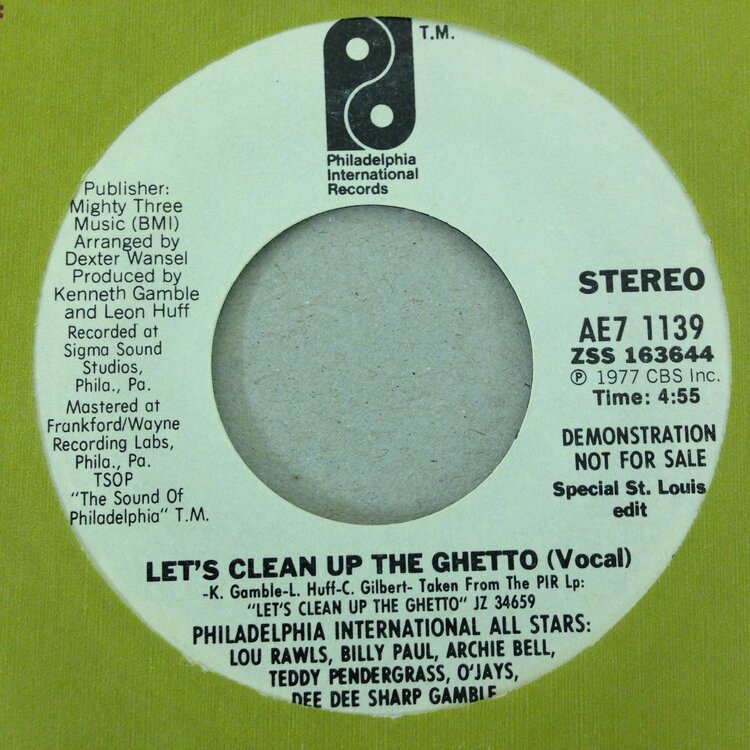 T.M.
Philadelphia
International
Records
Publisher:
Mighty Three
Music (BMI)
Arranged by
Dexter Wansel
Produced by
Kenneth Gamble
and Leon Huff
Recorded at
Sigma Sound
Studios,
Phila., Pa.
Mastered at
Frankford/Wayne
Recording Labs,
Phila., Pa.
TSOP
"The Sound Of
Philadelphia" T.M.
STEREO
AE7 1139
ZSS 163644
℗ 1977 CBS Inc.
Time: 4:55
DEMONSTRATION
NOT FOR SALE
Special St. Louis
edit
LET'S CLEAN UP THE GHETTO (Vocal)
-K. Gamble-L. Huff-C. Gilbert- Taken From The PIR Lp:
"LET'S CLEAN UP THE GHETTO" JZ 34659
PHILADELPHIA INTERNATIONAL ALL STARS:
LOU RAWLS, BILLY PAUL, ARCHIE BELL,
TEDDY PENDERGRASS, O'JAYS,
DEE DEE SHARP GAMBLE